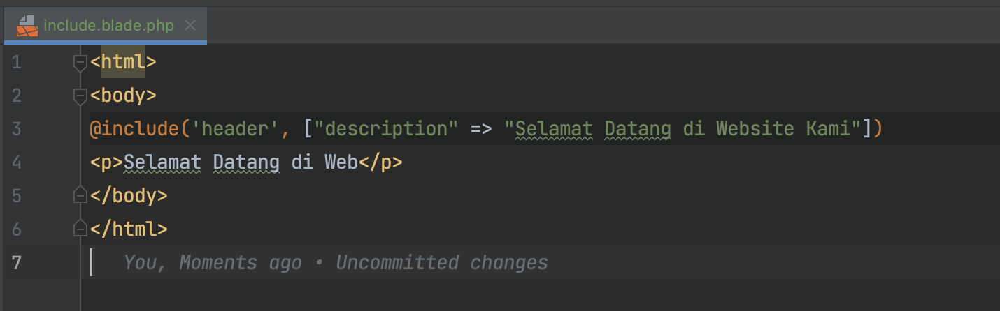 include.blade.php
1 <html>
2 <body>
3 @include('header', ["description" => "Selamat Datang di Website Kami"])
4 <p>Selamat Datang di Web</p>
5 </body>
6 </html>
7 You, Moments ago • Uncommitted changes